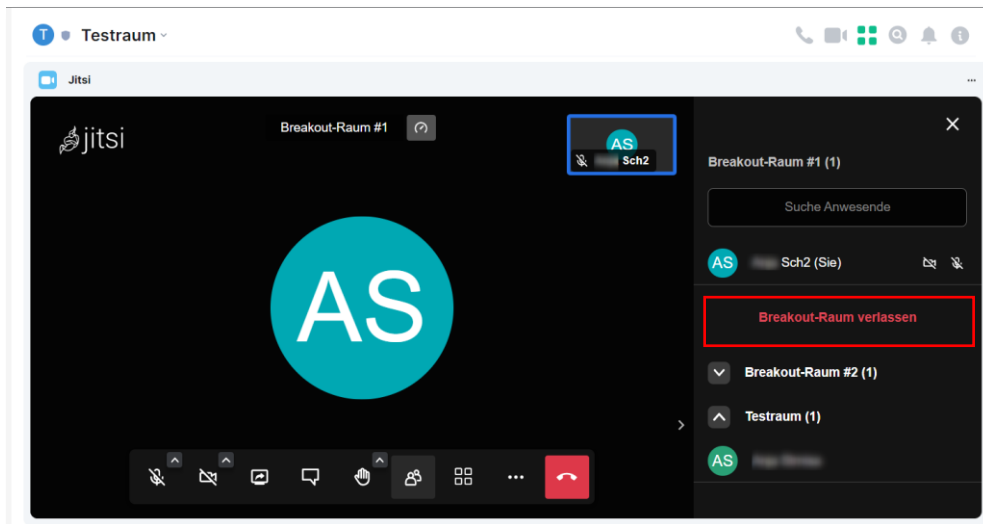 T Testraum
Jitsi
jitsi
Breakout-Raum #1
AS
Sch2
AS
Breakout-Raum #1 (1)
Suche Anwesende
AS Sch2 (Sie)
Breakout-Raum verlassen
Breakout-Raum #2 (1)
Testraum (1)
AS